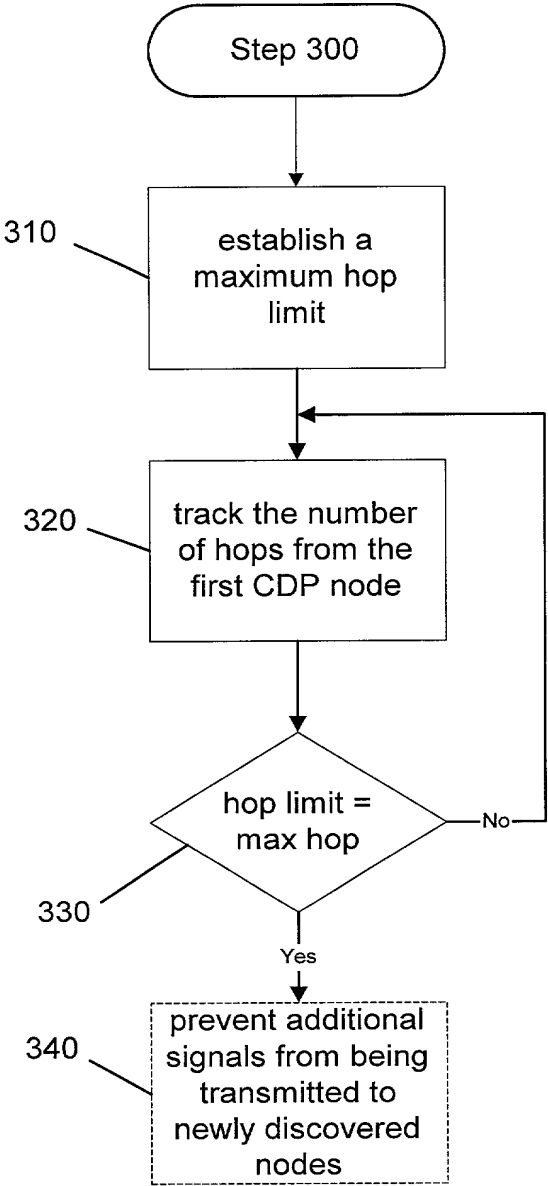 Step 300
310
establish a
maximum hop
limit
320
track the number
of hops from the
first CDP node
hop limit =
max hop
No
330
Yes
340
prevent additional
signals from being
transmitted to
newly discovered
nodes